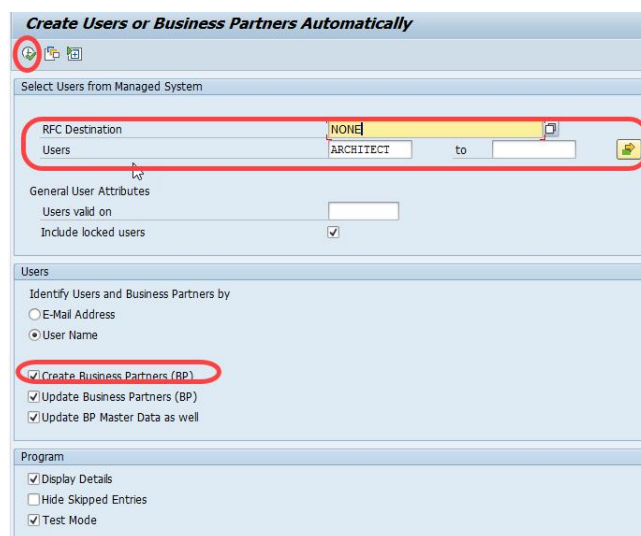 Create Users or Business Partners Automatically
Select Users from Managed System
RFC Destination NONE
Users ARCHITECT to
General User Attributes
Users valid on
Include locked users
Users
Identify Users and Business Partners by
E-Mail Address
User Name
Create Business Partners (BP)
Update Business Partners (BP)
Update BP Master Data as well
Program
Display Details
Hide Skipped Entries
Test Mode